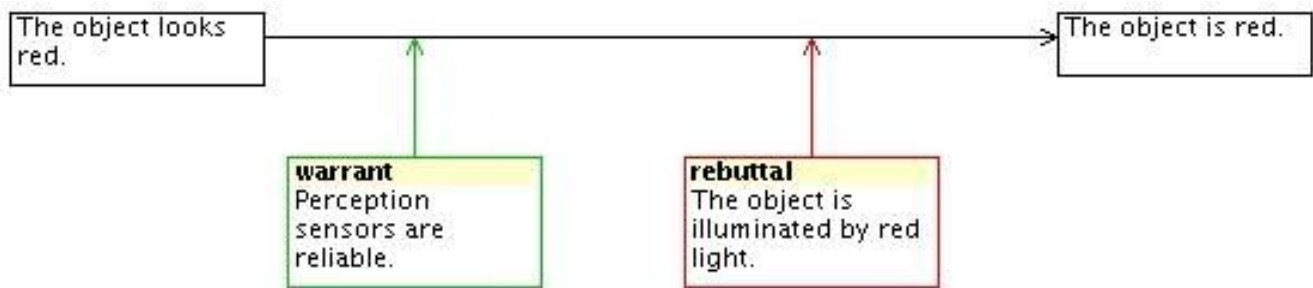 The object looks
red.
The object is red.
warrant
Perception
sensors are
reliable.
rebuttal
The object is
illuminated by red
light.